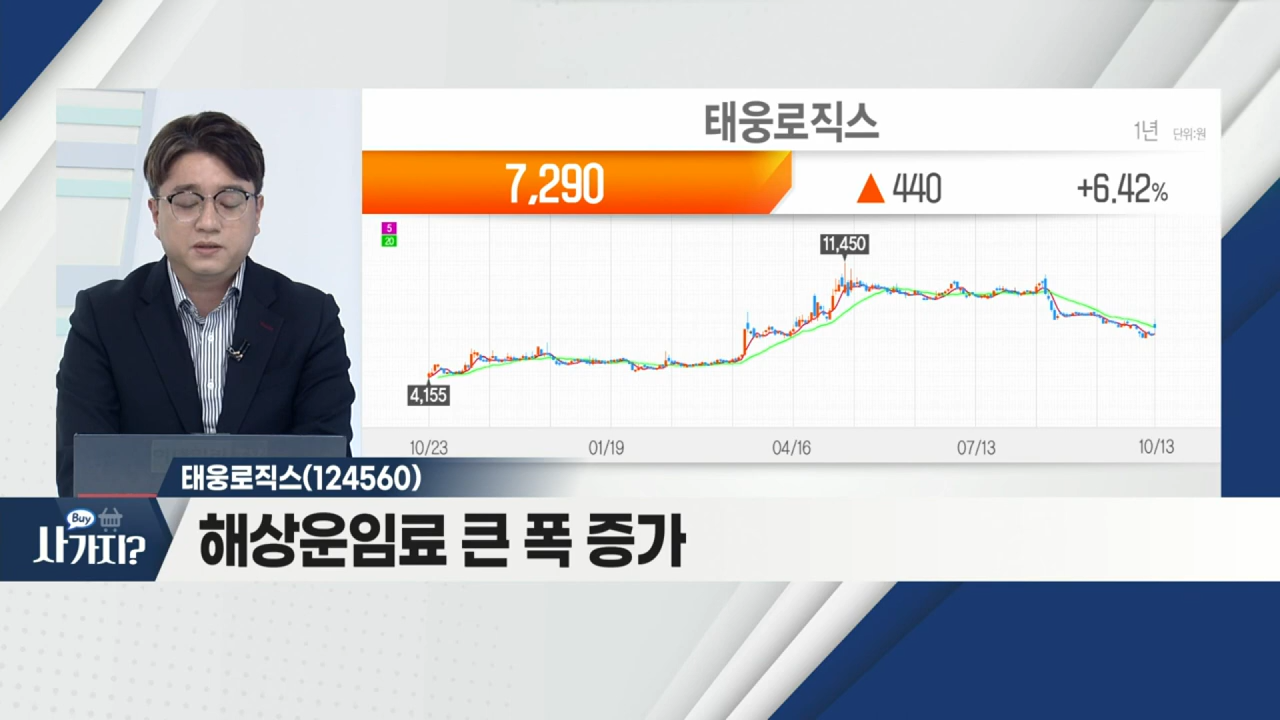 태웅로직스
1년 단위:원
7,290 ▲440 +6.42%
5
20
11,450
4,155
10/23 01/19 04/16 07/13 10/13
태웅로직스(124560)
Buy
사가자?
해상운임료 큰 폭 증가